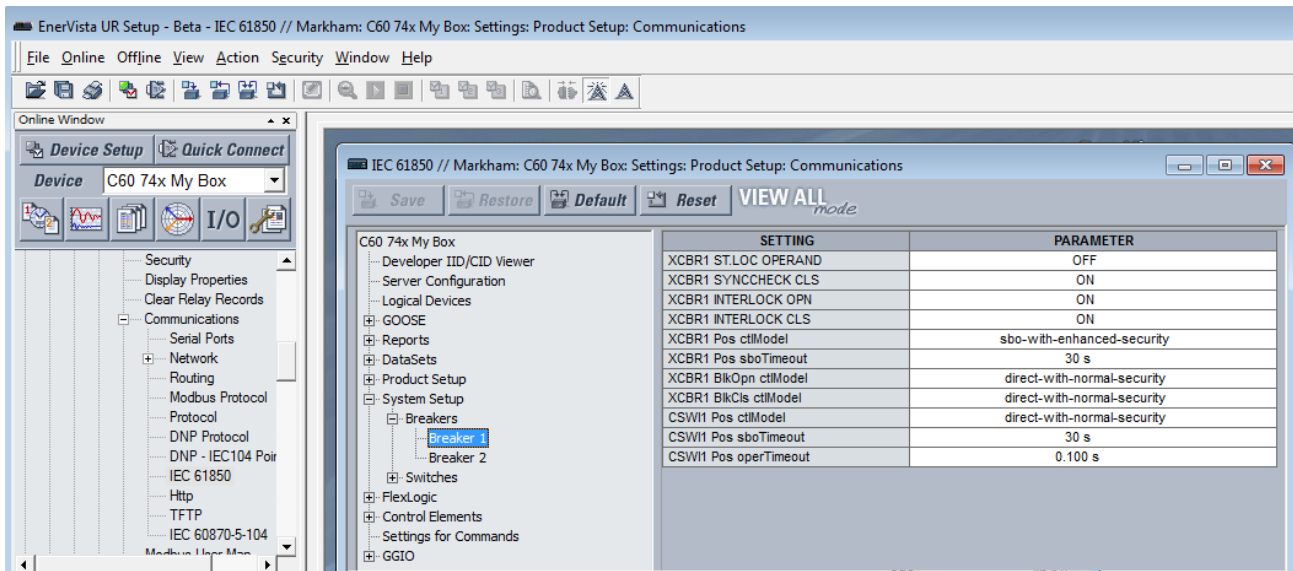 EnerVista UR Setup - Beta - IEC 61850 // Markham: C60 74x My Box: Settings: Product Setup: Communications
File Online Offline View Action Security Window Help
Online Window
Device Setup Quick Connect
Device C60 74x My Box
I/O
Security
Display Properties
Clear Relay Records
Communications
Serial Ports
Network
Routing
Modbus Protocol
Protocol
DNP Protocol
DNP - IEC104 Poir
IEC 61850
Http
TFTP
IEC 60870-5-104
Modbus User Map
IEC 61850 // Markham: C60 74x My Box: Settings: Product Setup: Communications
Save Restore Default Reset VIEW ALL mode
C60 74x My Box
Developer IID/CID Viewer
Server Configuration
Logical Devices
GOOSE
Reports
DataSets
Product Setup
System Setup
Breakers
Breaker 1
Breaker 2
Switches
FlexLogic
Control Elements
Settings for Commands
GGIO
SETTING PARAMETER
XCBR1 ST.LOC OPERAND OFF
XCBR1 SYNCCHECK CLS ON
XCBR1 INTERLOCK OPN ON
XCBR1 INTERLOCK CLS ON
XCBR1 Pos ctlModel sbo-with-enhanced-security
XCBR1 Pos sboTimeout 30 s
XCBR1 BlkOpn ctlModel direct-with-normal-security
XCBR1 BlkCls ctlModel direct-with-normal-security
CSWI1 Pos ctlModel direct-with-normal-security
CSWI1 Pos sboTimeout 30 s
CSWI1 Pos operTimeout 0.100 s